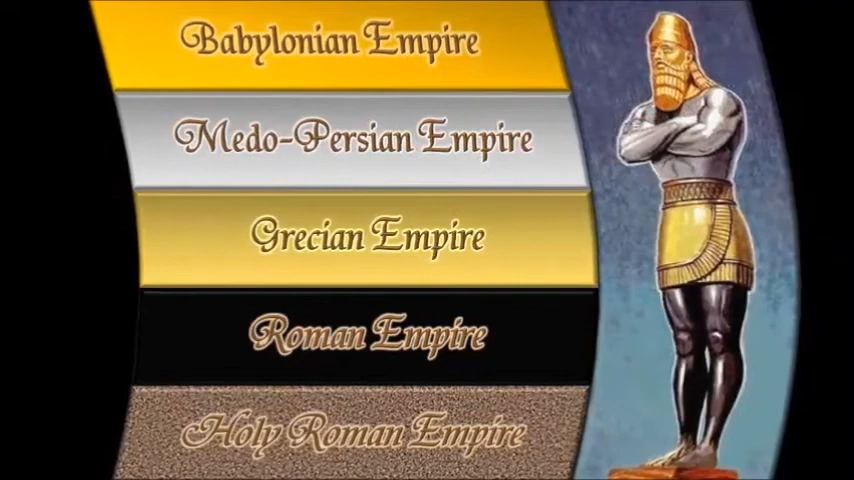 Babylonian Empire
Medo-Persian Empire
Grecian Empire
Roman Empire
Holy Roman Empire